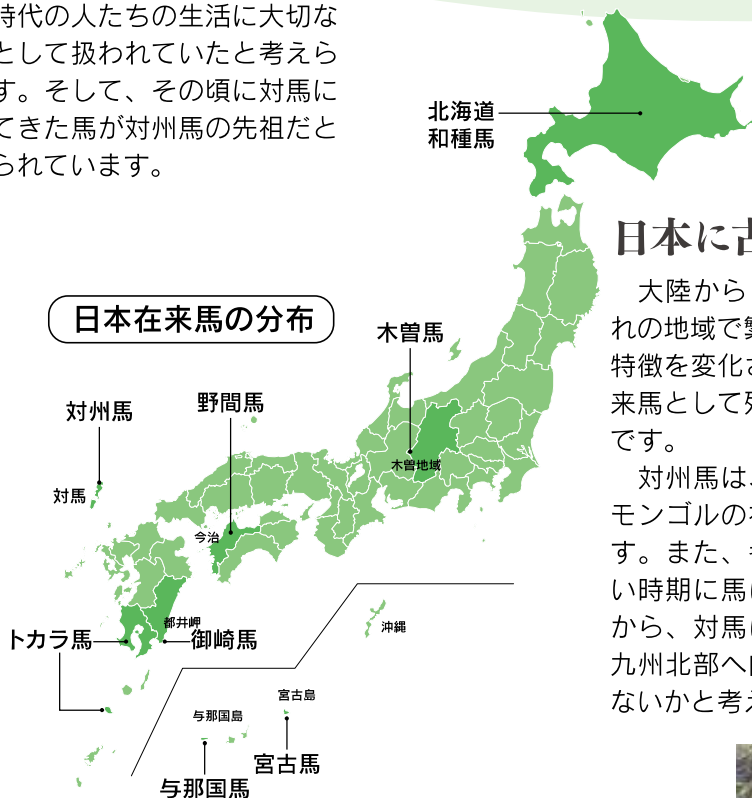 時代の人たちの生活に大切な
として扱われていたと考えら
す。そして、その頃に対馬に
てきた馬が対州馬の先祖だと
られています。
北海道
和種馬
日本に古
大陸から
れの地域で繁
特徴を変化さ
来馬として残
です。
対州馬は、
モンゴルの
す。また、
い時期に馬
から、対馬
九州北部へ
ないかと考え
日本在来馬の分布
木曽馬
野間馬
対州馬
木曽地域
対馬
今治
都井岬
トカラ馬
御崎馬
沖縄
宮古島
与那国島
宮古馬
与那国馬